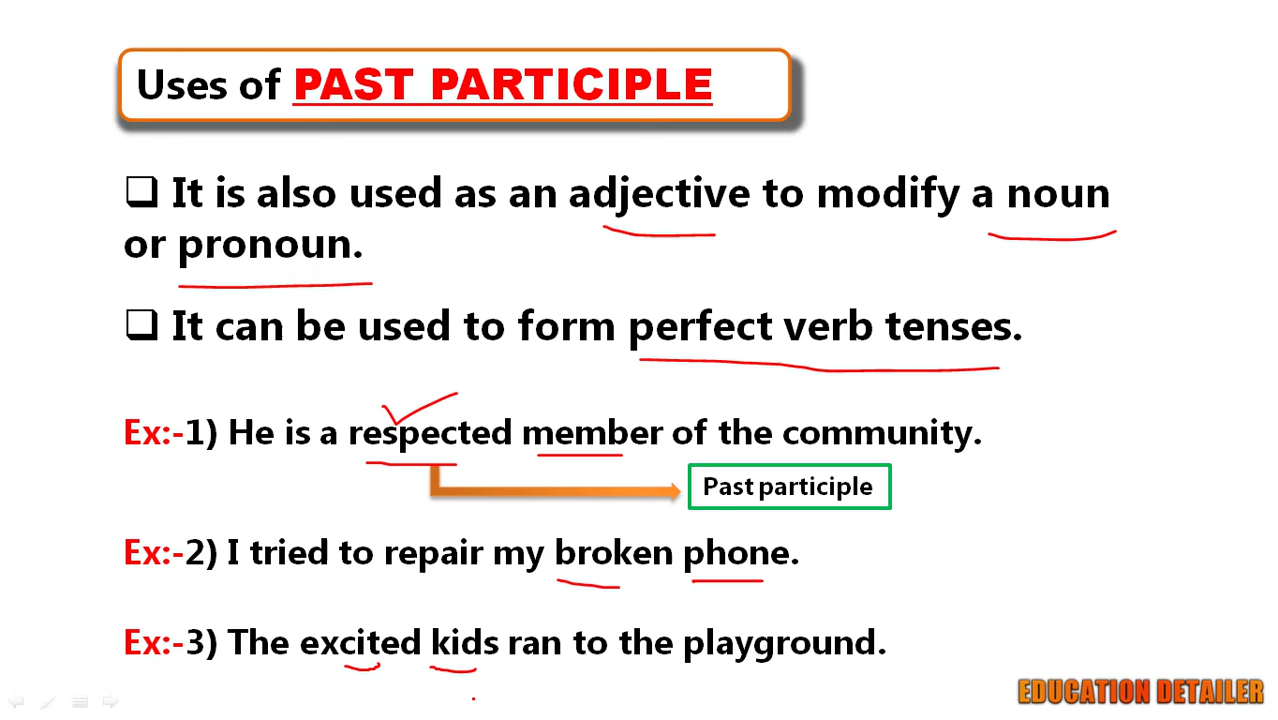 Uses of PAST PARTICIPLE
❑ It is also used as an adjective to modify a noun
or pronoun.
❑ It can be used to form perfect verb tenses.
Ex:-1) He is a respected member of the community.
Past participle
Ex:-2) I tried to repair my broken phone.
Ex:-3) The excited kids ran to the playground.
EDUCATION DETAILER